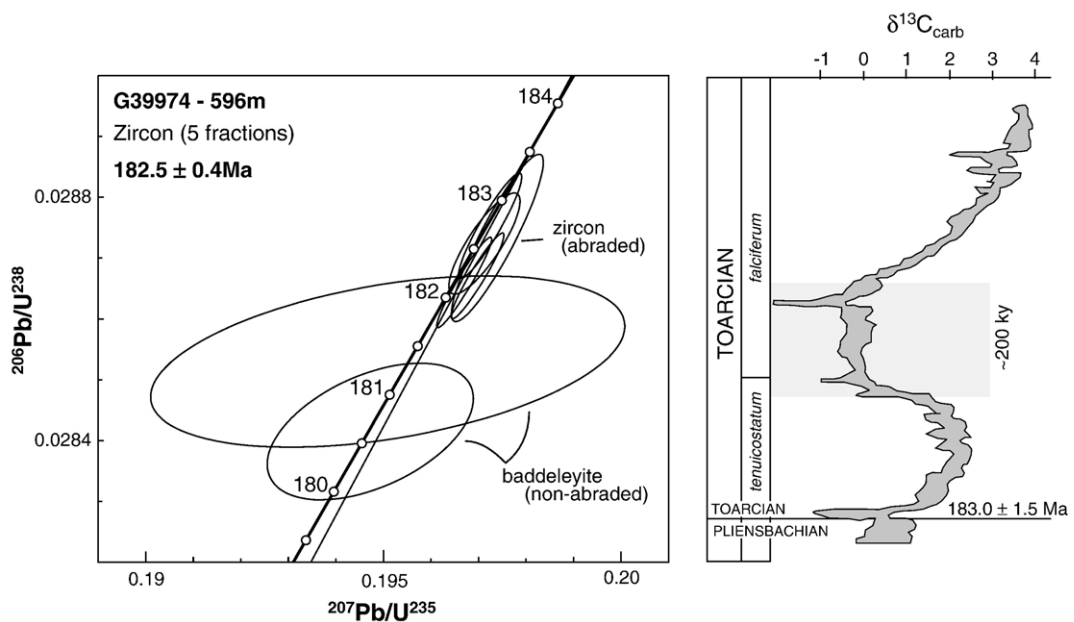 G39974 - 596m
Zircon (5 fractions)
182.5 ± 0.4Ma
184
183
182
181
180
zircon
(abraded)
baddeleyite
(non-abraded)
0.0288
0.0284
206Pb/U238
0.19
0.195
0.20
207Pb/U235
δ13Ccarb
-1
0
1
2
3
4
TOARCIAN
falciferum
tenuicostatum
~200 ky
TOARCIAN
183.0 ± 1.5 Ma
PLIENSBACHIAN